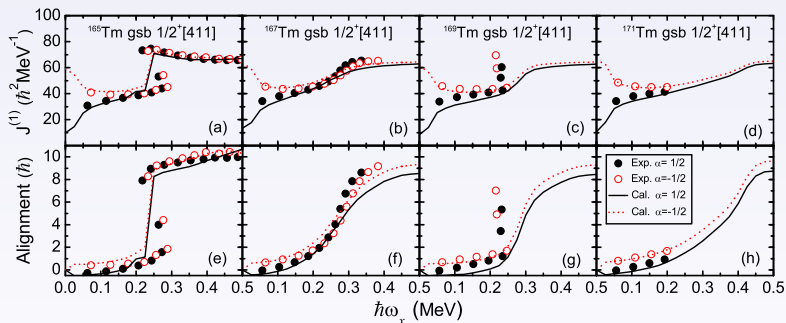 ¹⁶⁵Tm gsb 1/2⁺[411] ¹⁶⁷Tm gsb 1/2⁺[411] ¹⁶⁹Tm gsb 1/2⁺[411] ¹⁷¹Tm gsb 1/2⁺[411]
100
80
60
40
20
J⁽¹⁾ (ħ²MeV⁻¹)
(a) (b) (c) (d)
10
8
6
4
2
0
Alignment (ħ)
Exp. α= 1/2
Exp. α=-1/2
Cal. α= 1/2
Cal. α=-1/2
(e) (f) (g) (h)
0.0 0.1 0.2 0.3 0.4 0.5 0.1 0.2 0.3 0.4 0.5 0.1 0.2 0.3 0.4 0.5 0.1 0.2 0.3 0.4 0.5
ħωₓ (MeV)